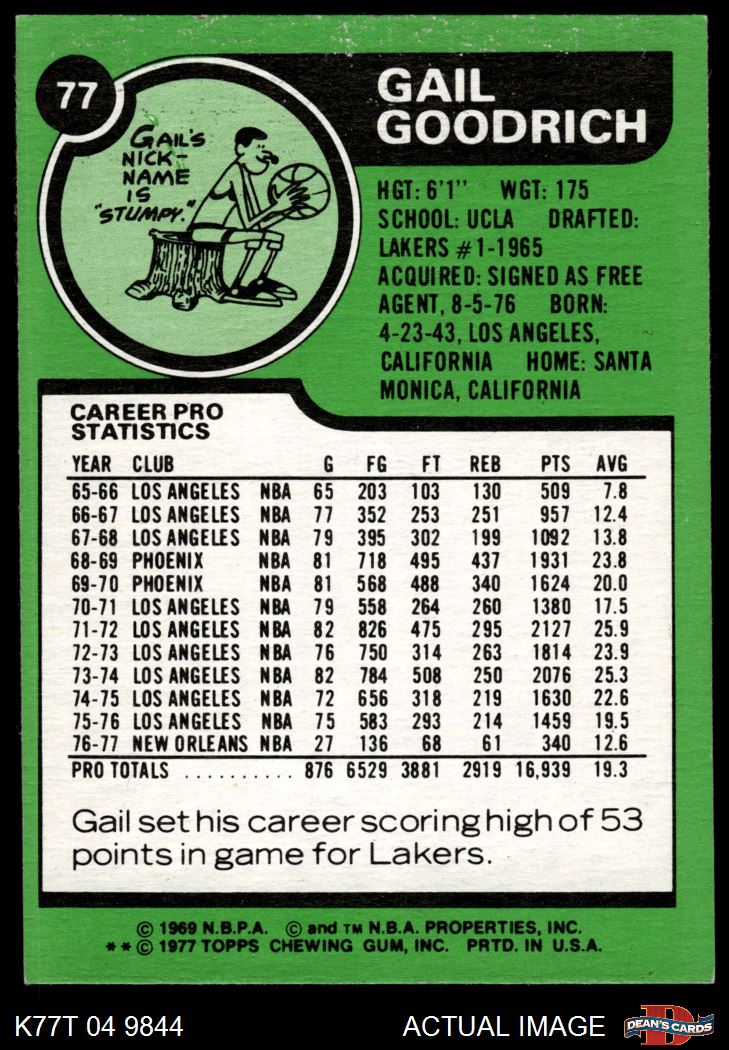 77
GAIL'S
NICK-
NAME
IS
"STUMPY."
GAIL
GOODRICH
HGT: 6'1" WGT: 175
SCHOOL: UCLA DRAFTED:
LAKERS #1-1965
ACQUIRED: SIGNED AS FREE
AGENT, 8-5-76 BORN:
4-23-43, LOS ANGELES,
CALIFORNIA HOME: SANTA
MONICA, CALIFORNIA
CAREER PRO
STATISTICS
YEAR CLUB G FG FT REB PTS AVG
65-66 LOS ANGELES NBA 65 203 103 130 509 7.8
66-67 LOS ANGELES NBA 77 352 253 251 957 12.4
67-68 LOS ANGELES NBA 79 395 302 199 1092 13.8
68-69 PHOENIX NBA 81 718 495 437 1931 23.8
69-70 PHOENIX NBA 81 568 488 340 1624 20.0
70-71 LOS ANGELES NBA 79 558 264 260 1380 17.5
71-72 LOS ANGELES NBA 82 826 475 295 2127 25.9
72-73 LOS ANGELES NBA 76 750 314 263 1814 23.9
73-74 LOS ANGELES NBA 82 784 508 250 2076 25.3
74-75 LOS ANGELES NBA 72 656 318 219 1630 22.6
75-76 LOS ANGELES NBA 75 583 293 214 1459 19.5
76-77 NEW ORLEANS NBA 27 136 68 61 340 12.6
PRO TOTALS .......... 876 6529 3881 2919 16,939 19.3
Gail set his career scoring high of 53
points in game for Lakers.
© 1969 N.B.P.A. © and TM N.B.A. PROPERTIES, INC.
** © 1977 TOPPS CHEWING GUM, INC. PRTD. IN U.S.A.
K77T 04 9844 ACTUAL IMAGE D DEAN'S CARDS